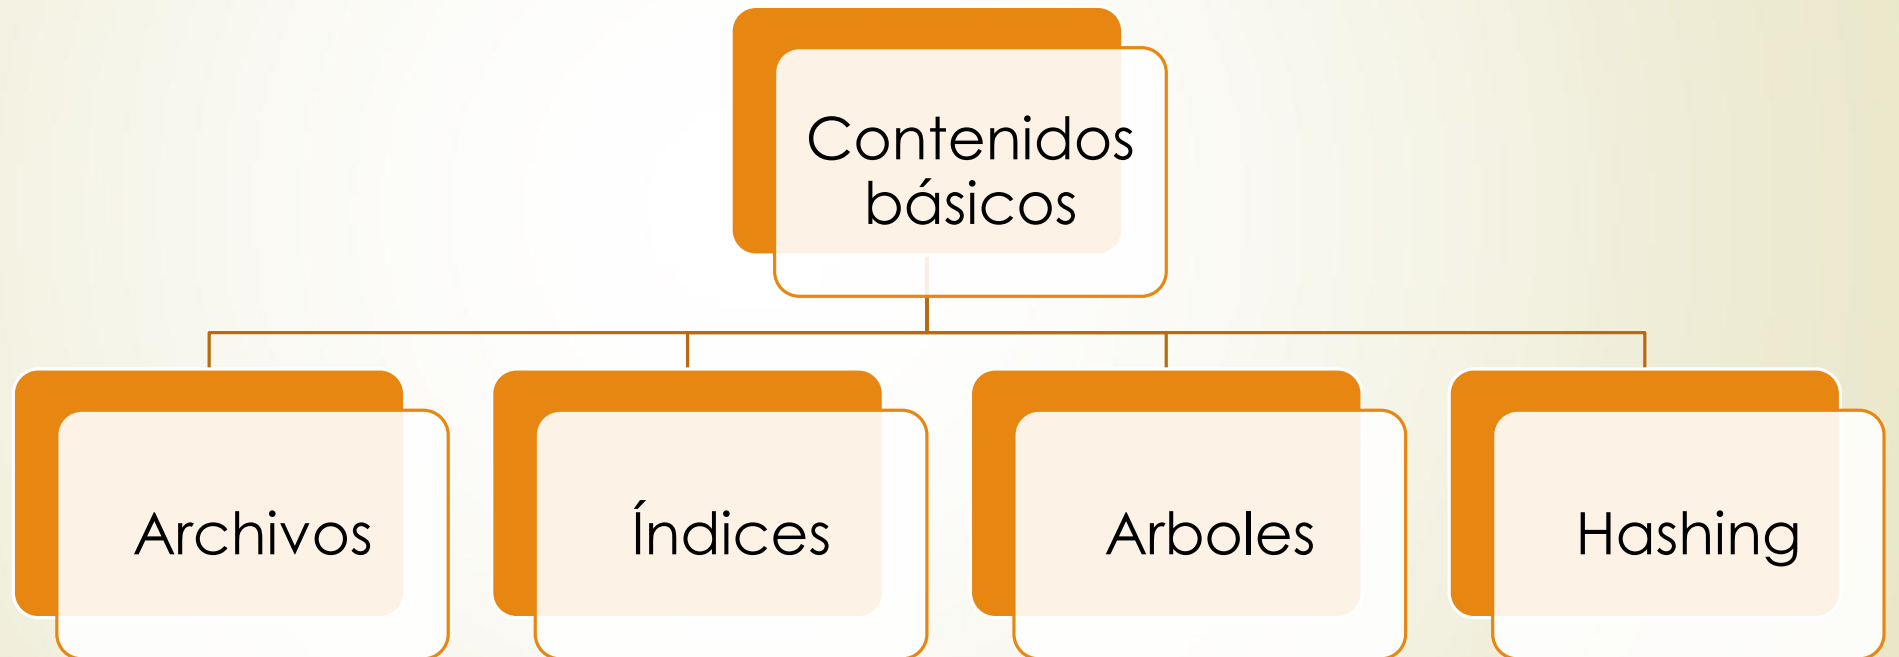 Contenidos
básicos
Archivos
Índices
Arboles
Hashing